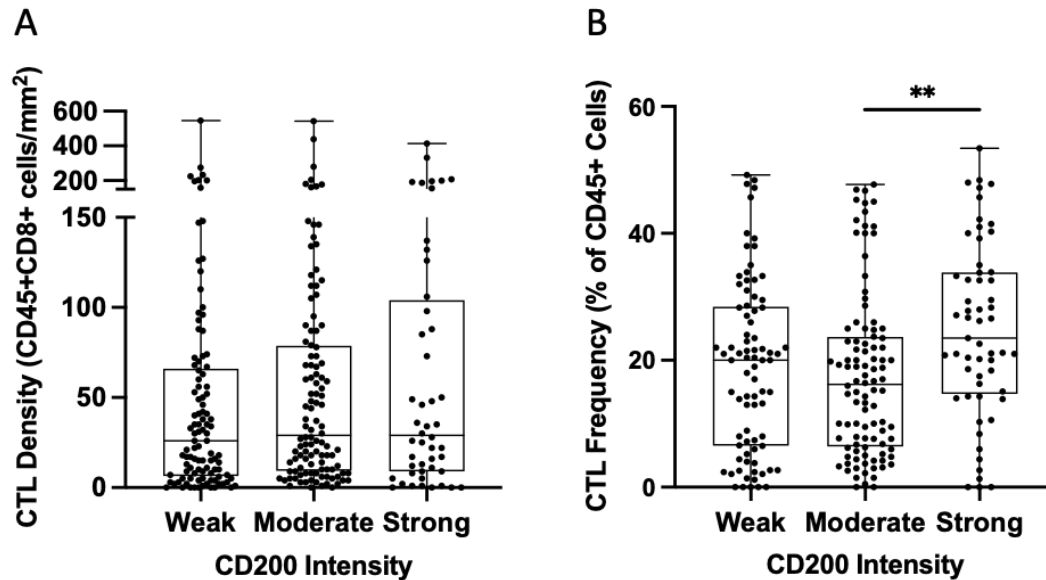 A
CTL Density (CD45+CD8+ cells/mm²)
600
400
200
150
100
50
0
Weak Moderate Strong
CD200 Intensity
B
**
CTL Frequency (% of CD45+ Cells)
60
40
20
0
Weak Moderate Strong
CD200 Intensity